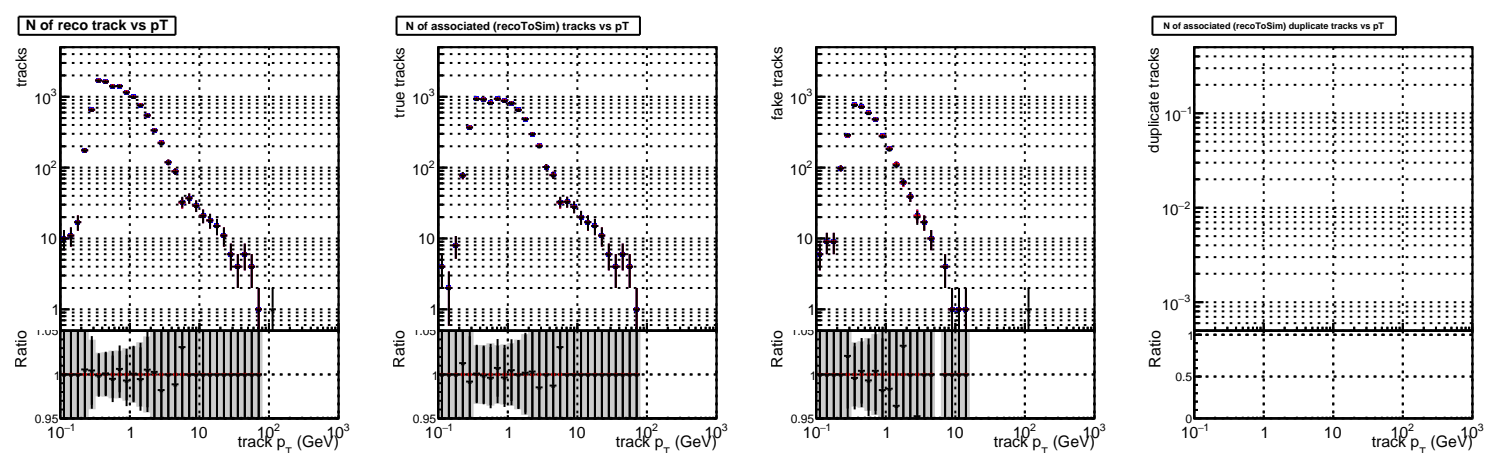 N of reco track vs pT
tracks
10³
10²
10
1
Ratio
1.05
1
0.95
10⁻¹ 1 10 10² 10³
track p_T (GeV)
N of associated (recoToSim) tracks vs pT
true tracks
10³
10²
10
1
Ratio
1.05
1
0.95
10⁻¹ 1 10 10² 10³
track p_T (GeV)
fake tracks
10³
10²
10
1
Ratio
1.05
1
0.95
10⁻¹ 1 10 10² 10³
track p_T (GeV)
N of associated (recoToSim) duplicate tracks vs pT
duplicate tracks
10⁻¹
10⁻²
10⁻³
Ratio
1
0.5
0
10⁻¹ 1 10 10² 10³
track p_T (GeV)